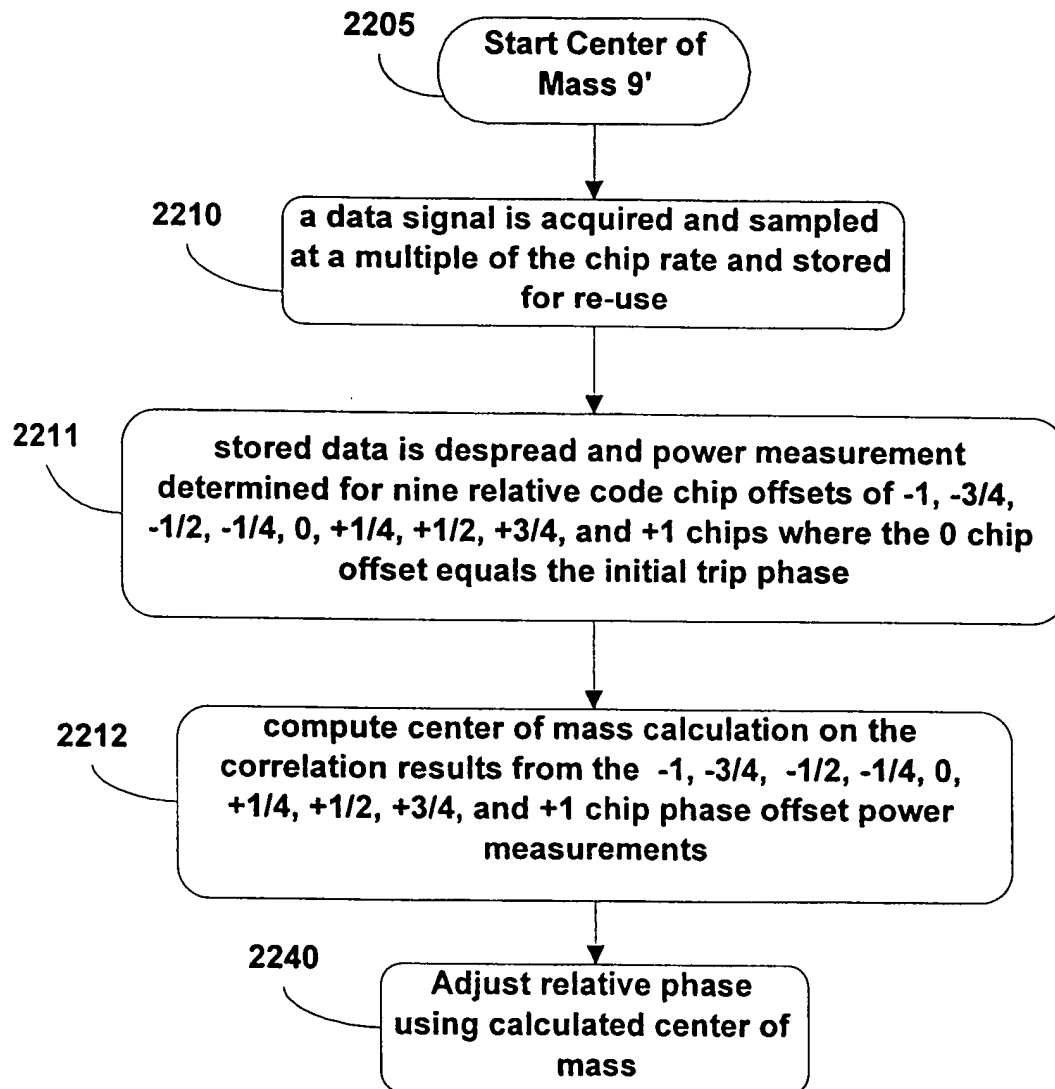 2205
Start Center of
Mass 9'
2210
a data signal is acquired and sampled
at a multiple of the chip rate and stored
for re-use
2211
stored data is despread and power measurement
determined for nine relative code chip offsets of -1, -3/4,
-1/2, -1/4, 0, +1/4, +1/2, +3/4, and +1 chips where the 0 chip
offset equals the initial trip phase
2212
compute center of mass calculation on the
correlation results from the -1, -3/4, -1/2, -1/4, 0,
+1/4, +1/2, +3/4, and +1 chip phase offset power
measurements
2240
Adjust relative phase
using calculated center of
mass